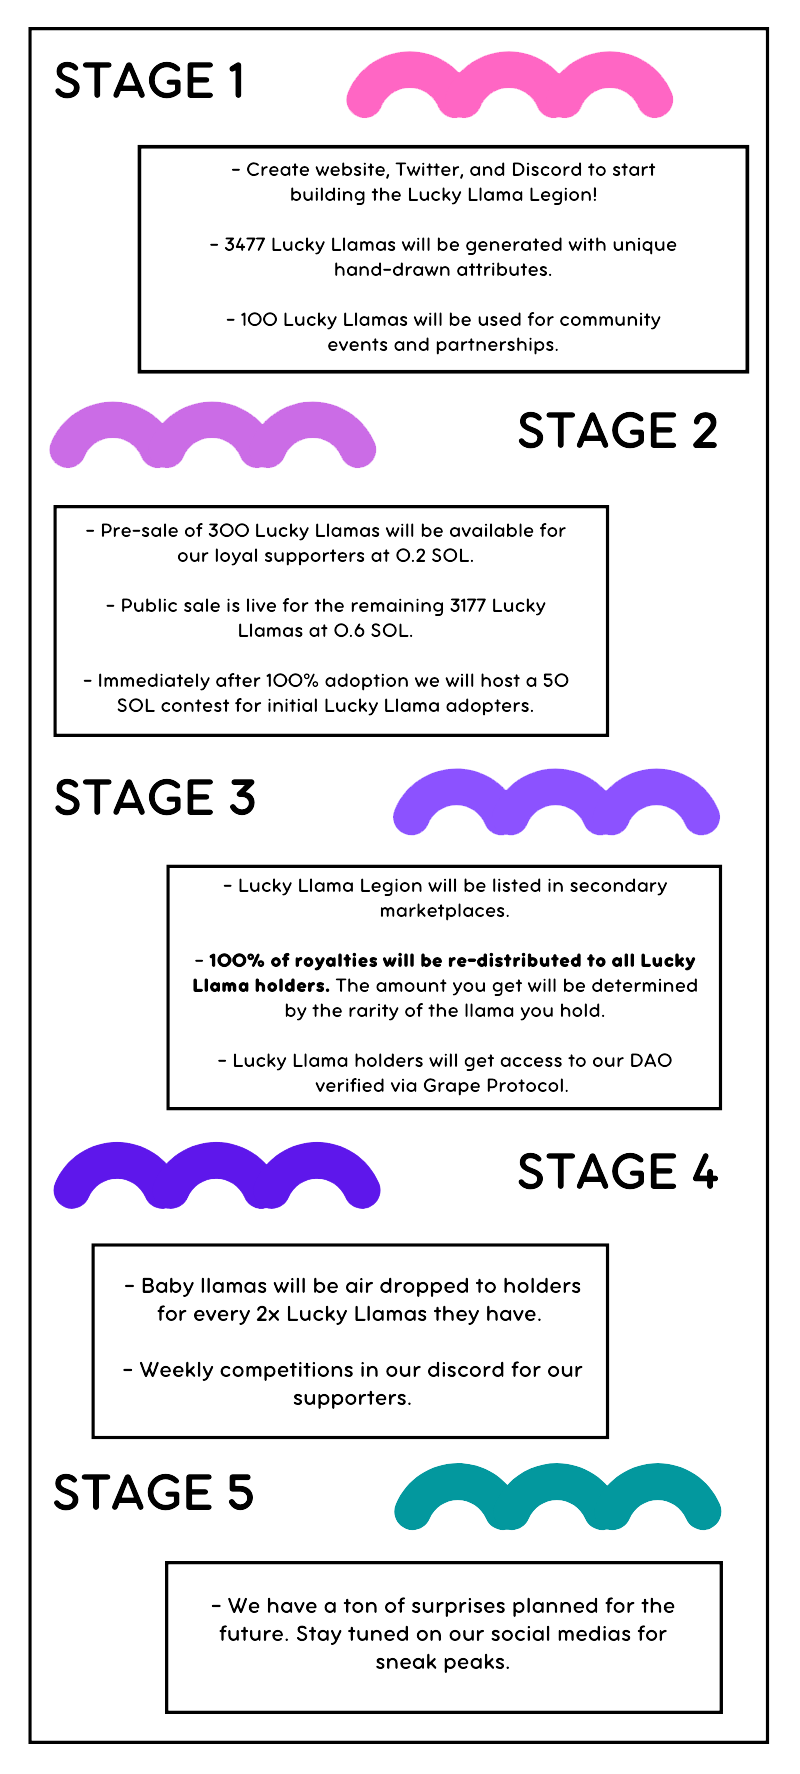 STAGE 1
- Create website, Twitter, and Discord to start
building the Lucky Llama Legion!
- 3477 Lucky Llamas will be generated with unique
hand-drawn attributes.
- 100 Lucky Llamas will be used for community
events and partnerships.
STAGE 2
- Pre-sale of 300 Lucky Llamas will be available for
our loyal supporters at 0.2 SOL.
- Public sale is live for the remaining 3177 Lucky
Llamas at 0.6 SOL.
- Immediately after 100% adoption we will host a 50
SOL contest for initial Lucky Llama adopters.
STAGE 3
- Lucky Llama Legion will be listed in secondary
marketplaces.
- 100% of royalties will be re-distributed to all Lucky
Llama holders. The amount you get will be determined
by the rarity of the llama you hold.
- Lucky Llama holders will get access to our DAO
verified via Grape Protocol.
STAGE 4
- Baby llamas will be air dropped to holders
for every 2x Lucky Llamas they have.
- Weekly competitions in our discord for our
supporters.
STAGE 5
- We have a ton of surprises planned for the
future. Stay tuned on our social medias for
sneak peaks.